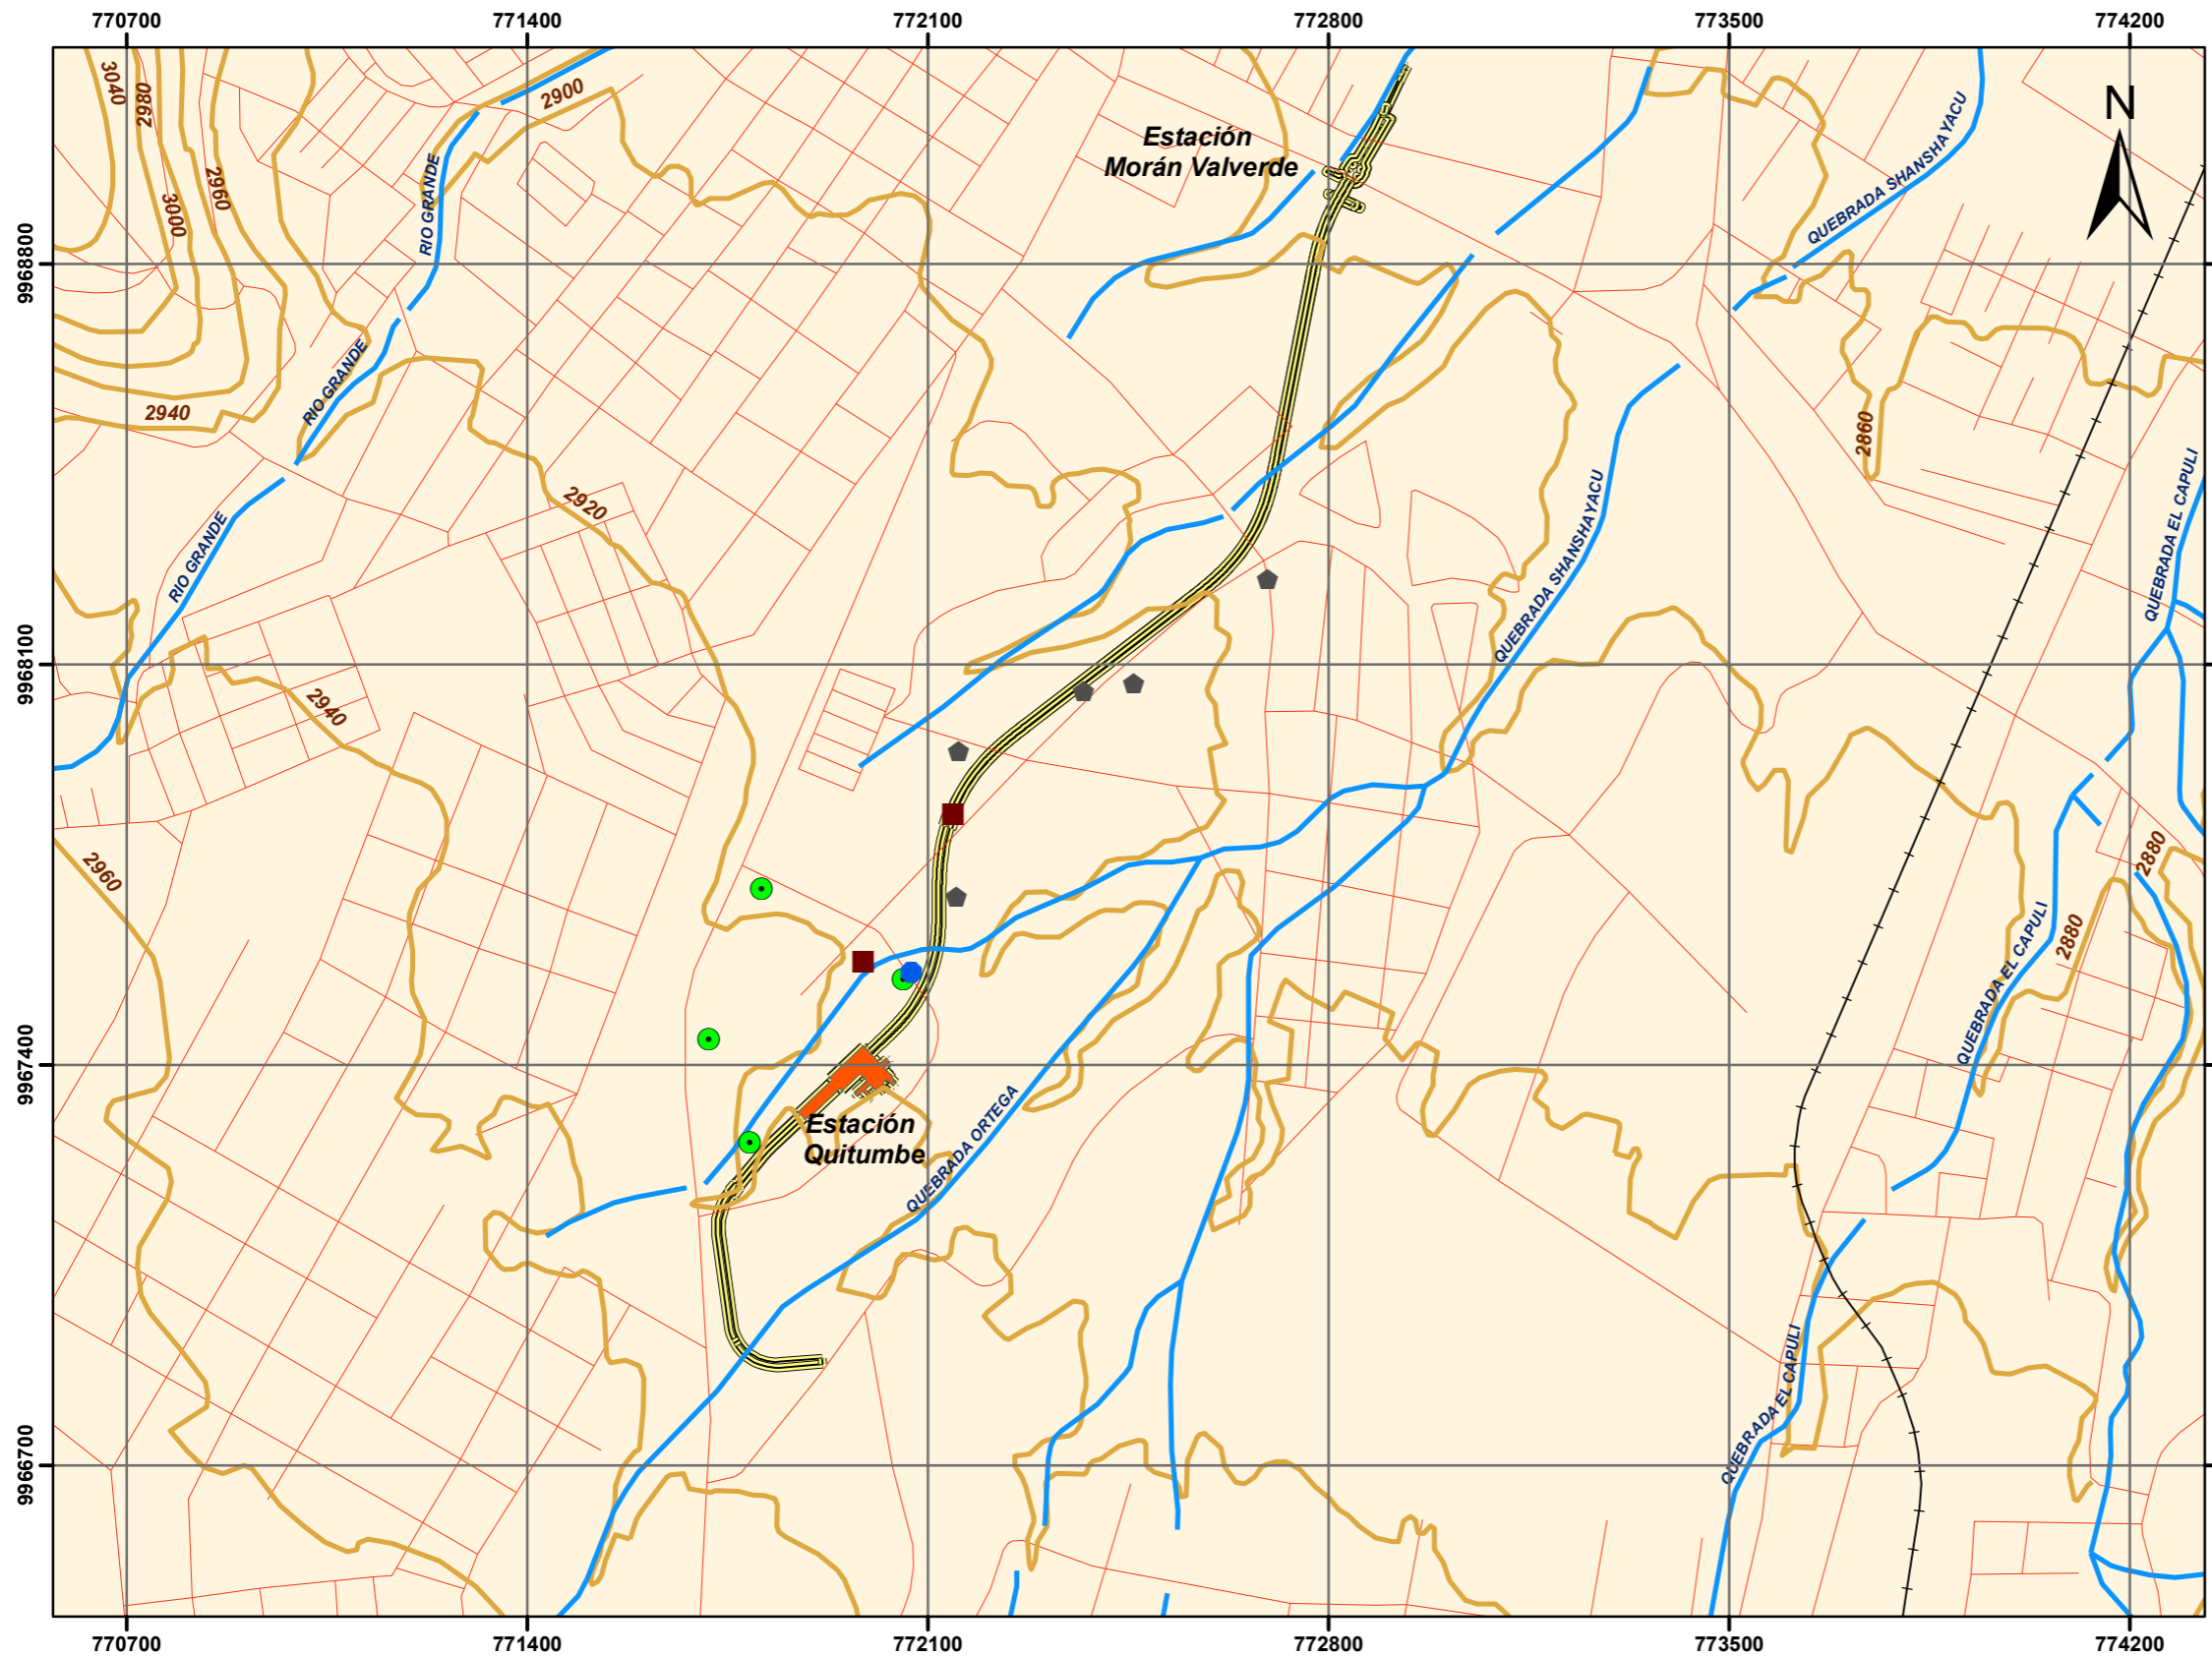 770700
771400
772100
772800
773500
774200
3040
2980
2900
N
Estación
Morán Valverde
QUEBRADA SHANSHAYACU
2960
3000
RIO GRANDE
9968800
RIO GRANDE
2940
2860
2920
QUEBRADA SHANSHAYACU
QUEBRADA EL CAPULI
RIO GRANDE
9968100
2940
2960
2880
2880
QUEBRADA EL CAPULI
9967400
Estación
Quitumbe
QUEBRADA ORTEGA
QUEBRADA EL CAPULI
9966700
770700
771400
772100
772800
773500
774200